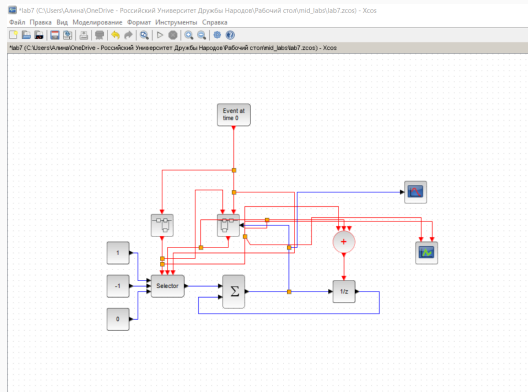 *lab7 (C:\Users\Алина\OneDrive - Российский Университет Дружбы Народов\Рабочий стол\mid_labs\lab7.zcos) - Xcos
Файл Правка Вид Моделирование Формат Инструменты Справка
*lab7 (C:\Users\Алина\OneDrive - Российский Университет Дружбы Народов\Рабочий стол\mid_labs\lab7.zcos) - Xcos
Event at
time 0
1
-1
0
Selector
Σ
+
1/z